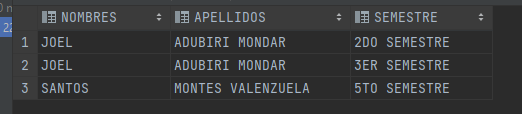 22
NOMBRES APELLIDOS SEMESTRE
1 JOEL ADUBIRI MONDAR 2DO SEMESTRE
2 JOEL ADUBIRI MONDAR 3ER SEMESTRE
3 SANTOS MONTES VALENZUELA 5TO SEMESTRE